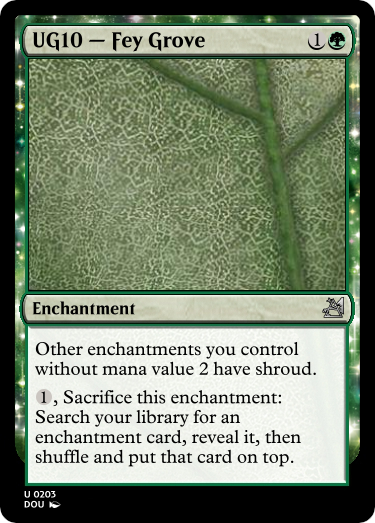 UG10 — Fey Grove 1
Enchantment
Other enchantments you control
without mana value 2 have shroud.
1, Sacrifice this enchantment:
Search your library for an
enchantment card, reveal it, then
shuffle and put that card on top.
U 0203
DOU